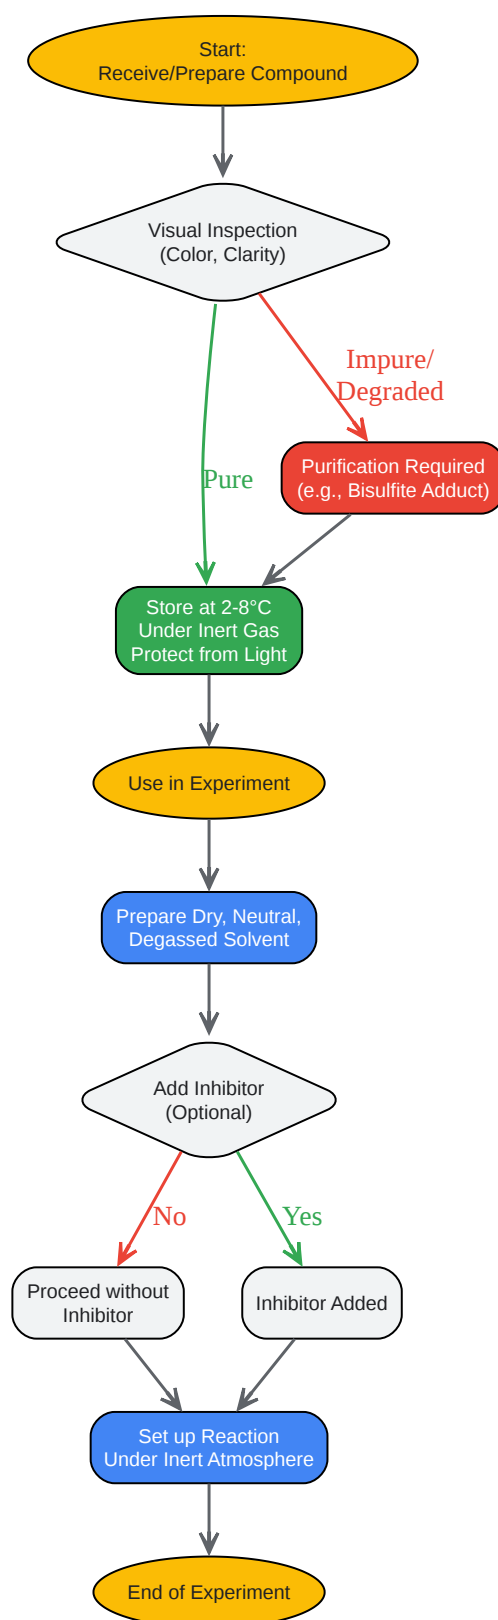 Start:
Receive/Prepare Compound
Visual Inspection
(Color, Clarity)
Impure/
Degraded
Purification Required
(e.g., Bisulfite Adduct)
Pure
Store at 2-8°C
Under Inert Gas
Protect from Light
Use in Experiment
Prepare Dry, Neutral,
Degassed Solvent
Add Inhibitor
(Optional)
No
Yes
Proceed without
Inhibitor
Inhibitor Added
Set up Reaction
Under Inert Atmosphere
End of Experiment